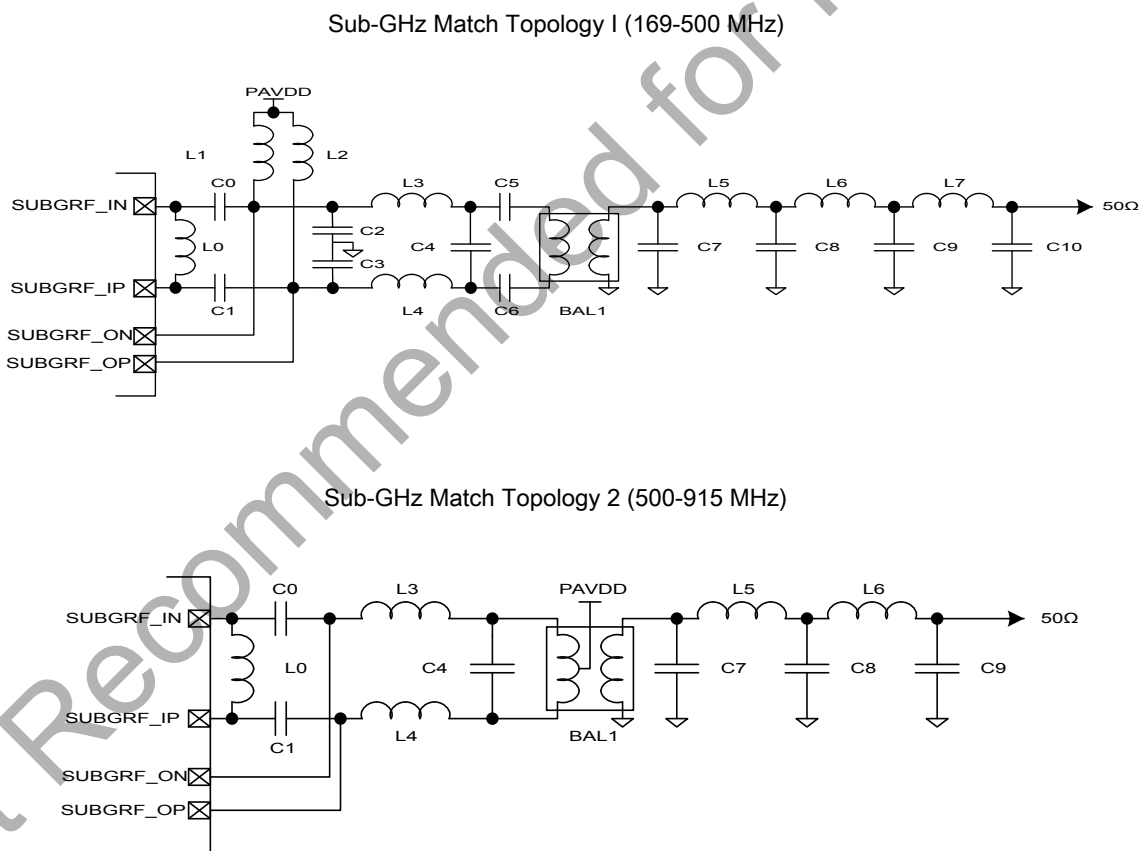 Sub-GHz Match Topology I (169-500 MHz)
PAVDD
L1
L2
C0
L3
C5
L5
L6
L7
SUBGRF_IN
50Ω
L0
C2
C3
C4
C7
C8
C9
C10
SUBGRF_IP
C1
L4
C6
BAL1
SUBGRF_ON
SUBGRF_OP
Sub-GHz Match Topology 2 (500-915 MHz)
C0
L3
PAVDD
L5
L6
SUBGRF_IN
50Ω
L0
C4
C7
C8
C9
SUBGRF_IP
C1
L4
BAL1
SUBGRF_ON
SUBGRF_OP
Recommended for